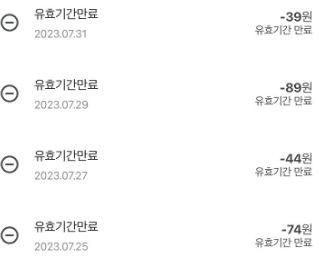 유효기간만료
-39원
2023.07.31
유효기간 만료
유효기간만료
-89원
2023.07.29
유효기간 만료
유효기간만료
-44원
2023.07.27
유효기간 만료
유효기간만료
-74원
2023.07.25
유효기간 만료